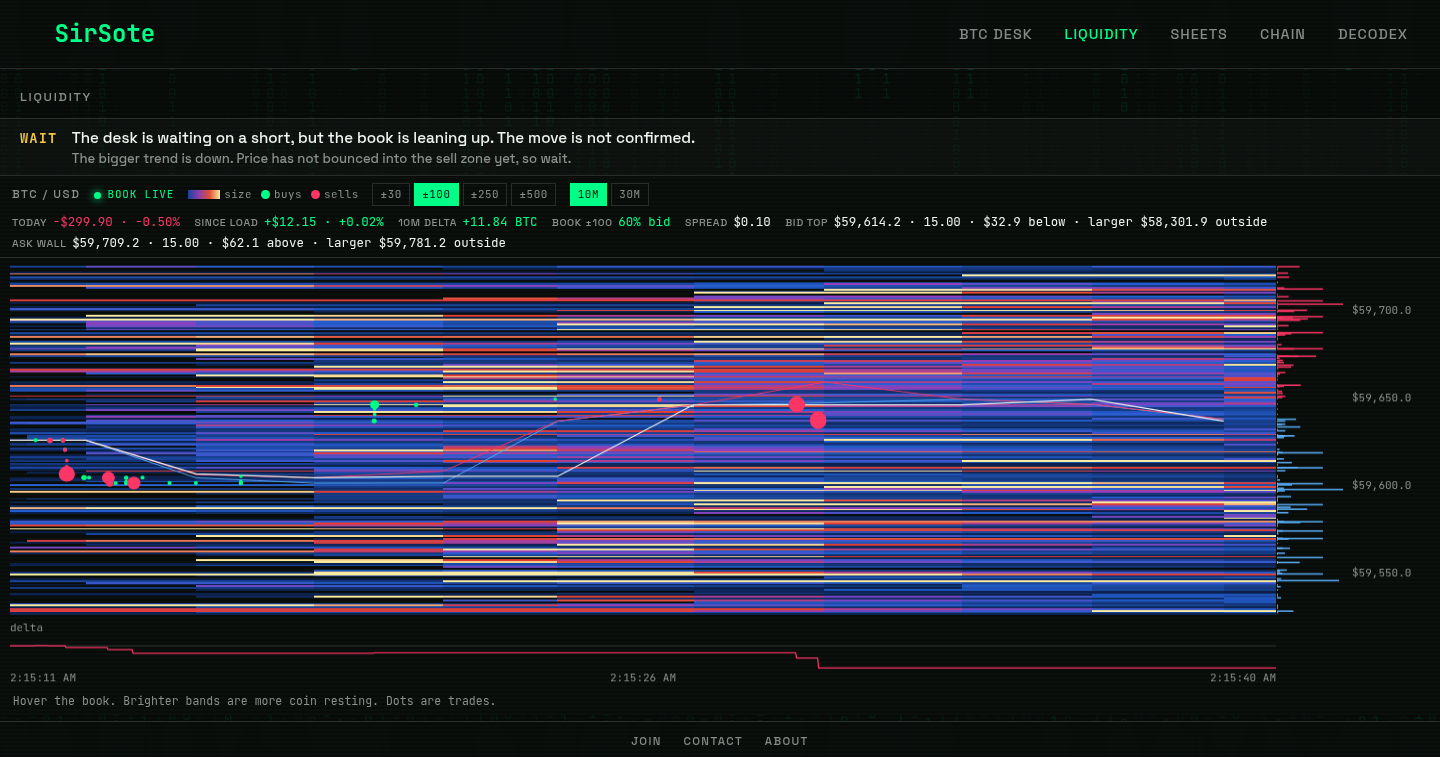 SirSote
BTC DESK LIQUIDITY SHEETS CHAIN DECODEX
LIQUIDITY
WAIT The desk is waiting on a short, but the book is leaning up. The move is not confirmed.
The bigger trend is down. Price has not bounced into the sell zone yet, so wait.
BTC / USD BOOK LIVE size buys sells ±30 ±100 ±250 ±500 10M 30M
TODAY -$299.90 · -0.50% SINCE LOAD +$12.15 · +0.02% 10M DELTA +11.84 BTC BOOK ±100 60% bid SPREAD $0.10 BID TOP $59,614.2 · 15.00 · $32.9 below · larger $58,301.9 outside
ASK WALL $59,709.2 · 15.00 · $62.1 above · larger $59,781.2 outside
$59,700.0
$59,650.0
$59,600.0
$59,550.0
delta
2:15:11 AM 2:15:26 AM 2:15:40 AM
Hover the book. Brighter bands are more coin resting. Dots are trades.
JOIN CONTACT ABOUT